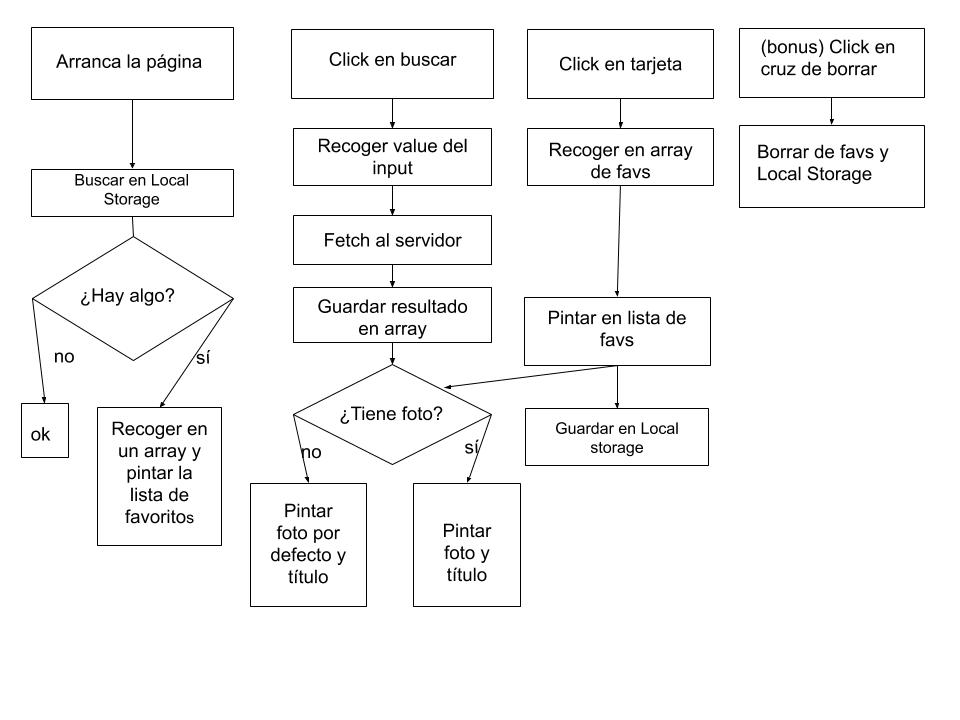 Arranca la página
Buscar en Local
Storage
¿Hay algo?
no
sí
ok
Recoger en
un array y
pintar la
lista de
favoritos
Click en buscar
Recoger value del
input
Fetch al servidor
Guardar resultado
en array
¿Tiene foto?
no
sí
Pintar
foto por
defecto y
título
Pintar
foto y
título
Click en tarjeta
Recoger en array
de favs
Pintar en lista de
favs
Guardar en Local
storage
(bonus) Click en
cruz de borrar
Borrar de favs y
Local Storage